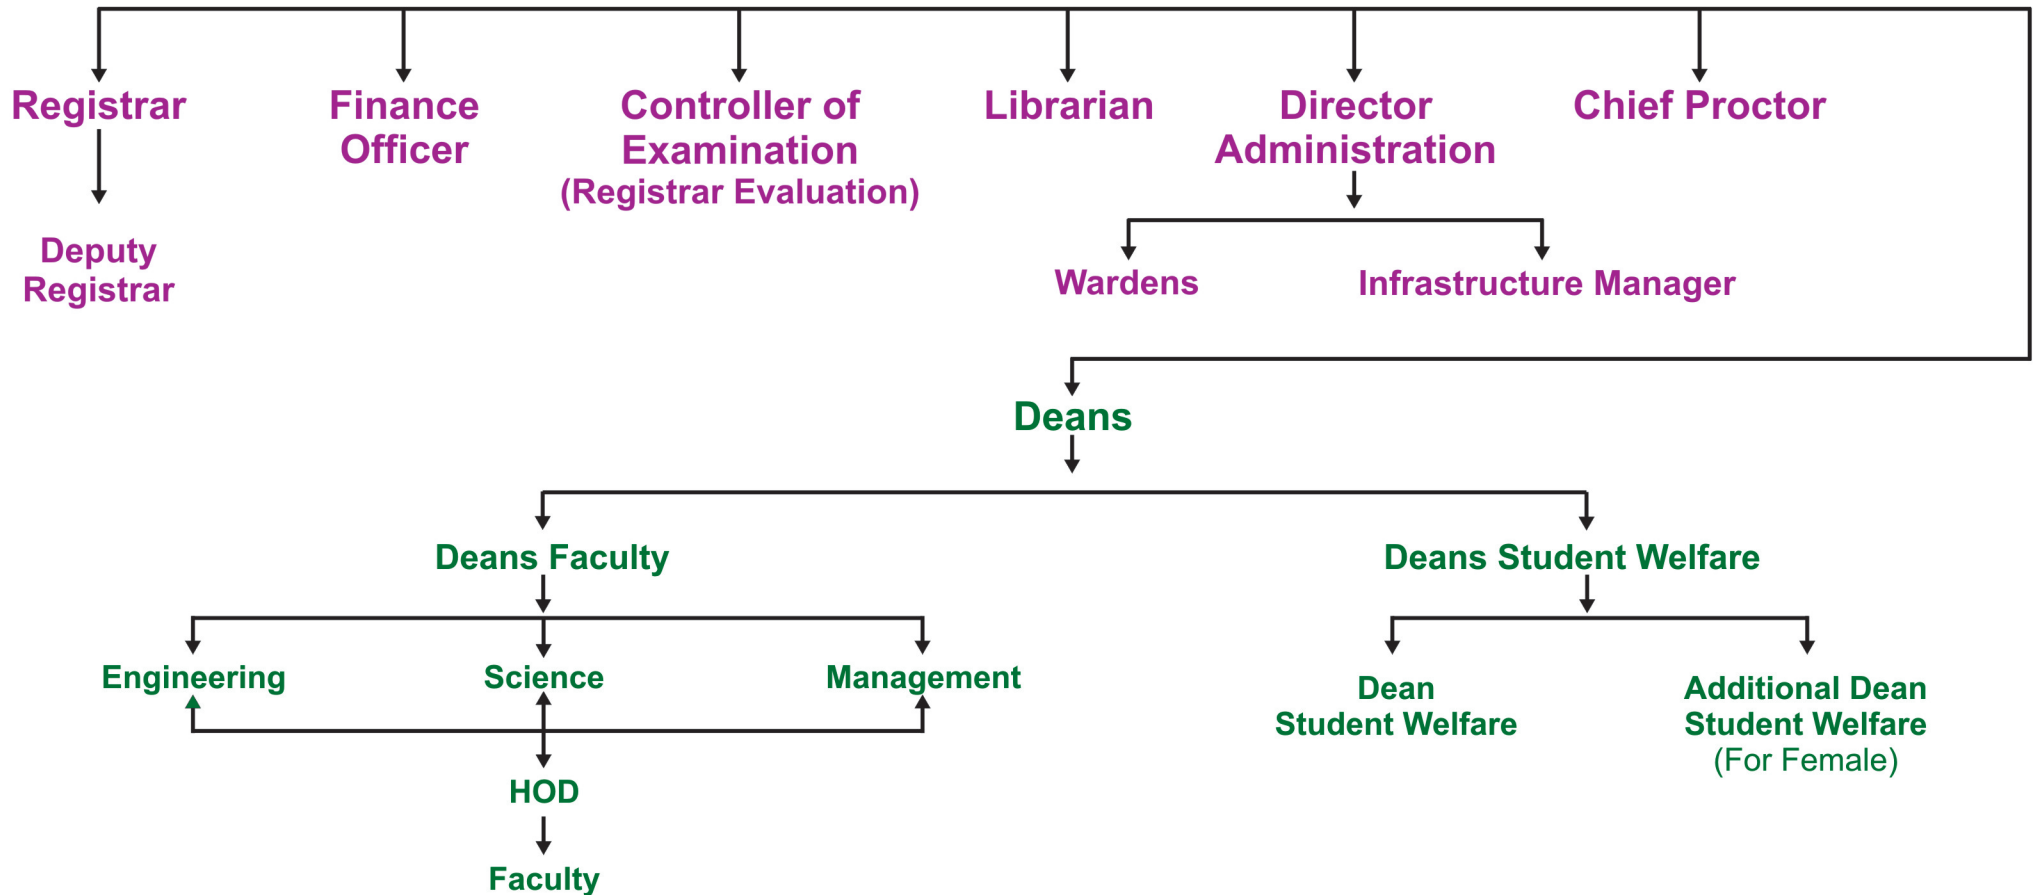 Registrar
Finance
Officer
Controller of
Examination
(Registrar Evaluation)
Librarian
Director
Administration
Chief Proctor
Deputy
Registrar
Wardens
Infrastructure Manager
Deans
Deans Faculty
Deans Student Welfare
Engineering
Science
Management
Dean
Student Welfare
Additional Dean
Student Welfare
(For Female)
HOD
Faculty